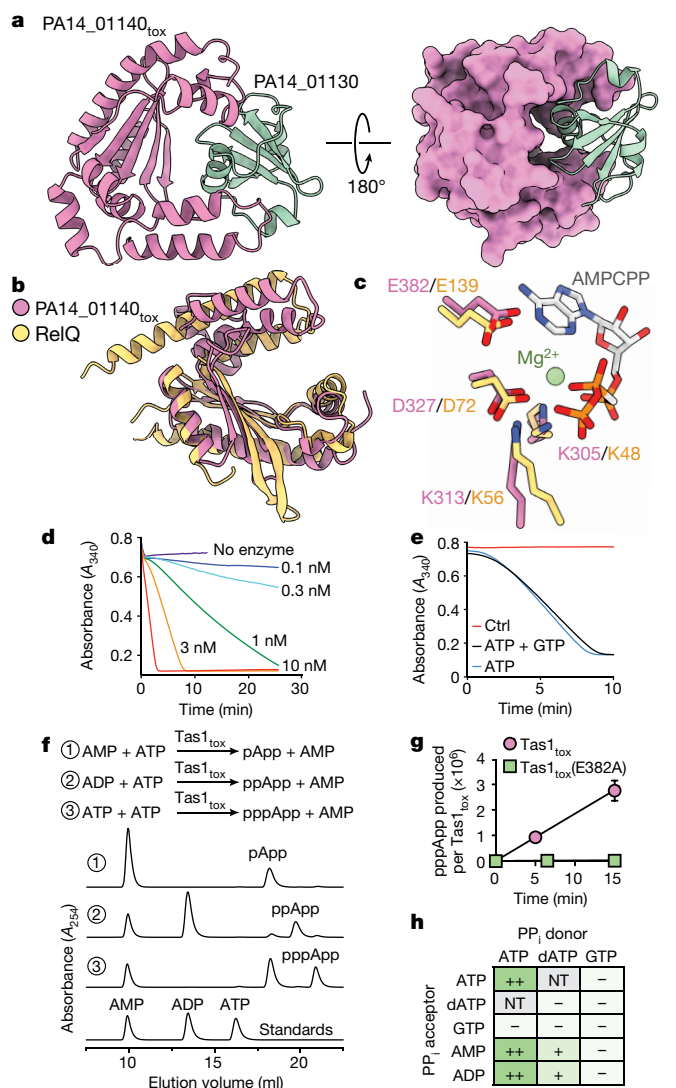 a
PA14_01140tox
PA14_01130
180°
b
PA14_01140tox
RelQ
c
E382/E139
AMPCPP
Mg2+
D327/D72
K305/K48
K313/K56
d
Absorbance (A340)
0.8
0.6
0.4
0.2
No enzyme
0.1 nM
0.3 nM
1 nM
3 nM
10 nM
0 10 20 30
Time (min)
e
Absorbance (A340)
0.8
0.6
0.4
0.2
0
Ctrl
ATP + GTP
ATP
0 5 10
Time (min)
f
Tas1tox
① AMP + ATP → pApp + AMP
Tas1tox
② ADP + ATP → ppApp + AMP
Tas1tox
③ ATP + ATP → pppApp + AMP
Absorbance (A254)
① pApp
② ppApp
③ pppApp
AMP ADP ATP
Standards
10 15 20
Elution volume (ml)
g
Tas1tox
Tas1tox(E382A)
pppApp produced
per Tas1tox (×10⁶)
4
3
2
1
0
0 5 10 15
Time (min)
h
PPi donor
ATP dATP GTP
PPi acceptor
ATP ++ NT –
dATP NT – –
GTP – – –
AMP ++ + –
ADP ++ + –